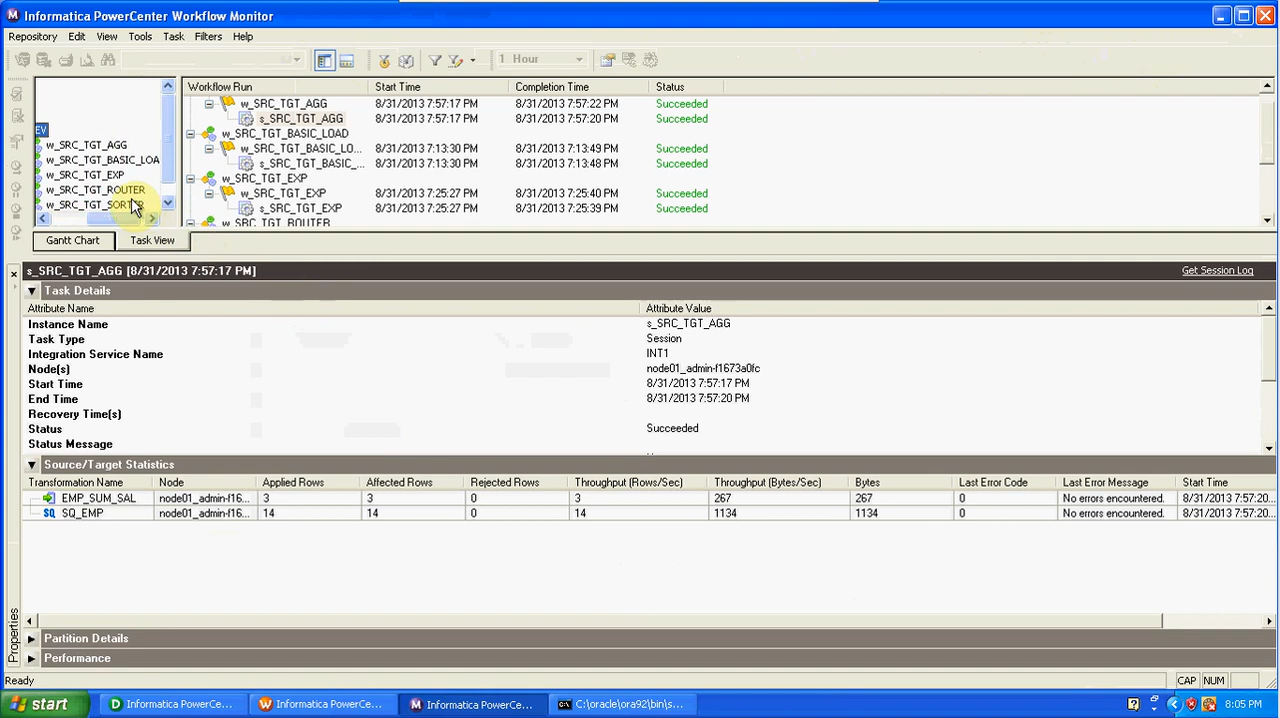 Informatica PowerCenter Workflow Monitor
Repository Edit View Tools Task Filters Help
1 Hour
EV
w_SRC_TGT_AGG
w_SRC_TGT_BASIC_LOA
w_SRC_TGT_EXP
w_SRC_TGT_ROUTER
Workflow Run Start Time Completion Time Status
w_SRC_TGT_AGG 8/31/2013 7:57:17 PM 8/31/2013 7:57:22 PM Succeeded
s_SRC_TGT_AGG 8/31/2013 7:57:17 PM 8/31/2013 7:57:20 PM Succeeded
w_SRC_TGT_BASIC_LOAD
w_SRC_TGT_BASIC_LO... 8/31/2013 7:13:30 PM 8/31/2013 7:13:49 PM Succeeded
s_SRC_TGT_BASIC_... 8/31/2013 7:13:30 PM 8/31/2013 7:13:48 PM Succeeded
w_SRC_TGT_EXP
w_SRC_TGT_EXP 8/31/2013 7:25:27 PM 8/31/2013 7:25:40 PM Succeeded
s_SRC_TGT_EXP 8/31/2013 7:25:27 PM 8/31/2013 7:25:39 PM Succeeded
w_SRC_TGT_ROUTER
Gantt Chart Task View
s_SRC_TGT_AGG [8/31/2013 7:57:17 PM] Get Session Log
Task Details
Attribute Name Attribute Value
Instance Name s_SRC_TGT_AGG
Task Type Session
Integration Service Name INT1
Node(s) node01_admin-f1673a0fc
Start Time 8/31/2013 7:57:17 PM
End Time 8/31/2013 7:57:20 PM
Recovery Time(s)
Status Succeeded
Status Message
Source/Target Statistics
Transformation Name Node Applied Rows Affected Rows Rejected Rows Throughput (Rows/Sec) Throughput (Bytes/Sec) Bytes Last Error Code Last Error Message Start Time
EMP_SUM_SAL node01_admin-f16... 3 3 0 3 267 267 0 No errors encountered. 8/31/2013 7:57:20...
SQ SQ_EMP node01_admin-f16... 14 14 0 14 1134 1134 0 No errors encountered. 8/31/2013 7:57:20...
Properties
Partition Details
Performance
Ready CAP NUM
start Informatica PowerCe... Informatica PowerCe... Informatica PowerCe... C:\oracle\ora92\bin\s... 8:05 PM